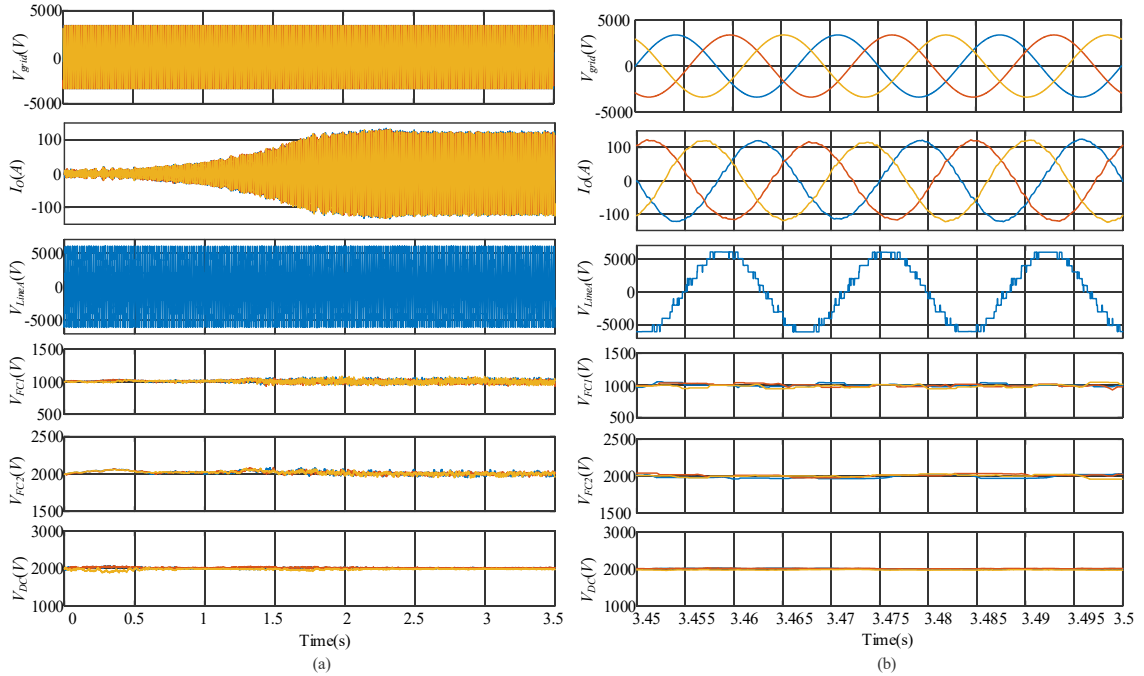 5000
0
-5000
V_grid(V)
100
0
-100
I_O(A)
5000
0
-5000
V_LineA(V)
1500
1000
500
V_FC1(V)
2500
2000
1500
V_FC2(V)
3000
2000
1000
V_DC(V)
0 0.5 1 1.5 2 2.5 3 3.5
Time(s)
(a)
5000
0
-5000
V_grid(V)
100
0
-100
I_O(A)
5000
0
-5000
V_LineA(V)
1500
1000
500
V_FC1(V)
2500
2000
1500
V_FC2(V)
3000
2000
1000
V_DC(V)
3.45 3.455 3.46 3.465 3.47 3.475 3.48 3.485 3.49 3.495 3.5
Time(s)
(b)